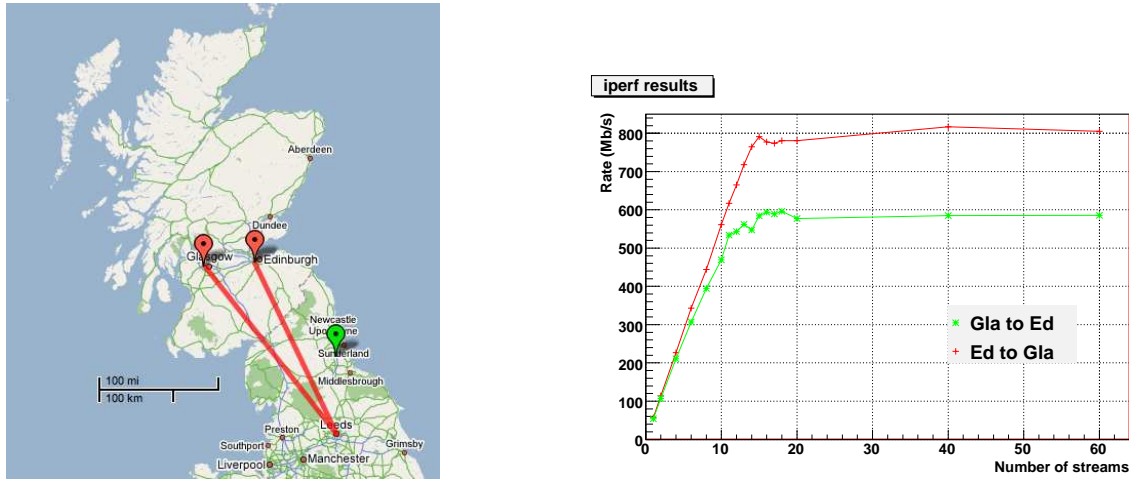 Aberdeen
Dundee
Glasgow
Edinburgh
Newcastle
Sunderland
Middlesbrough
100 mi
100 km
Leeds
Preston
Southport
Grimsby
Liverpool
Manchester
iperf results
Rate (Mb/s)
800
700
600
500
400
300
200
100
0
Gla to Ed
Ed to Gla
0
10
20
30
40
50
60
Number of streams